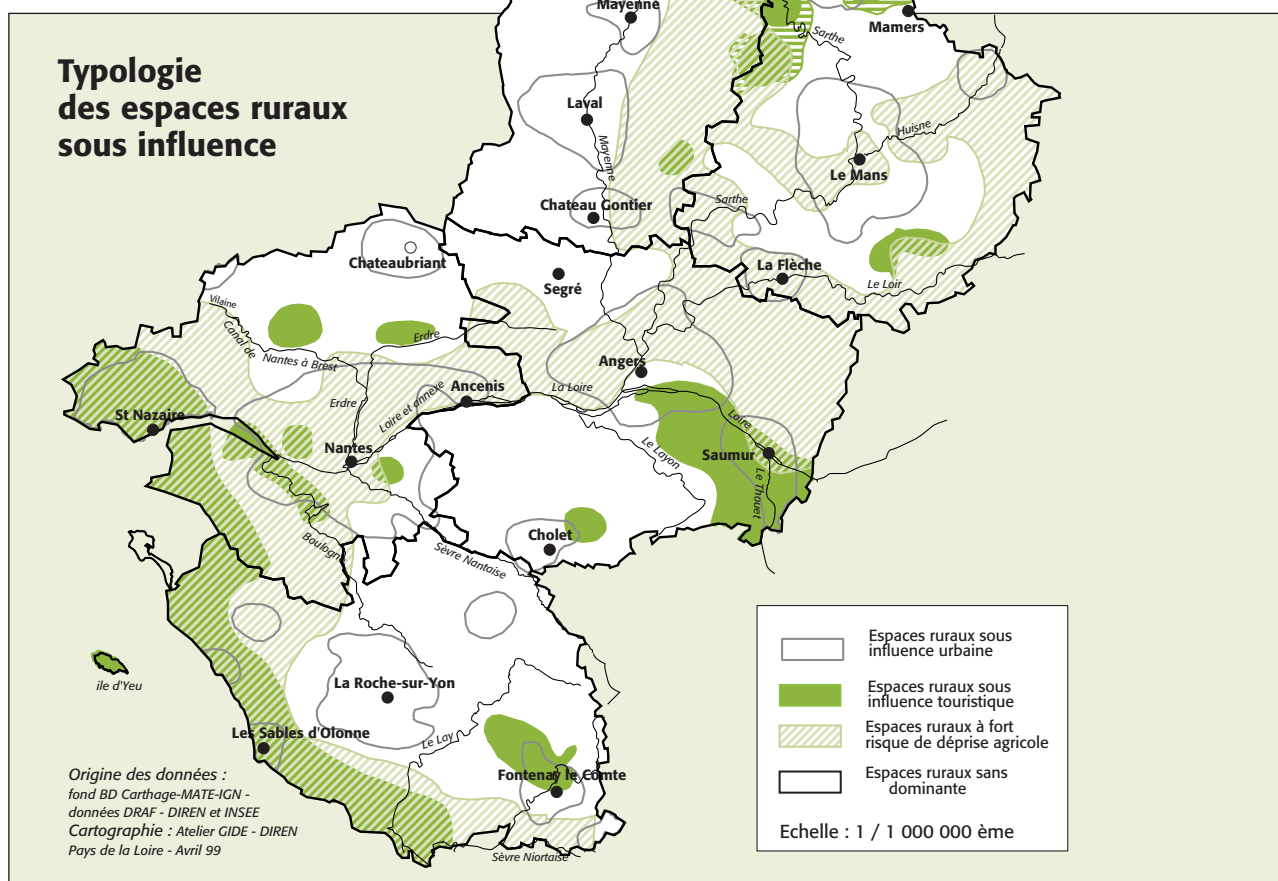 Typologie
des espaces ruraux
sous influence
Mayenne
Mamers
Sarthe
Laval
Mayenne
Huisne
Le Mans
Chateau Gontier
Sarthe
Chateaubriant
Segré
La Flèche
Le Loir
Vilaine
Canal de
Nantes à Brest
Erdre
Angers
Ancenis
La Loire
Erdre
Loire et annexe
St Nazaire
Loire
Nantes
Le Layon
Saumur
Le Thouet
Cholet
Boulogne
Sèvre Nantaise
île d'Yeu
La Roche-sur-Yon
Les Sables d'Olonne
Le Lay
Fontenay le Comte
Sèvre Niortaise
Espaces ruraux sous
influence urbaine
Espaces ruraux sous
influence touristique
Espaces ruraux à fort
risque de déprise agricole
Espaces ruraux sans
dominante
Echelle : 1 / 1 000 000 ème
Origine des données :
fond BD Carthage-MATE-IGN -
données DRAF - DIREN et INSEE
Cartographie : Atelier GIDE - DIREN
Pays de la Loire - Avril 99